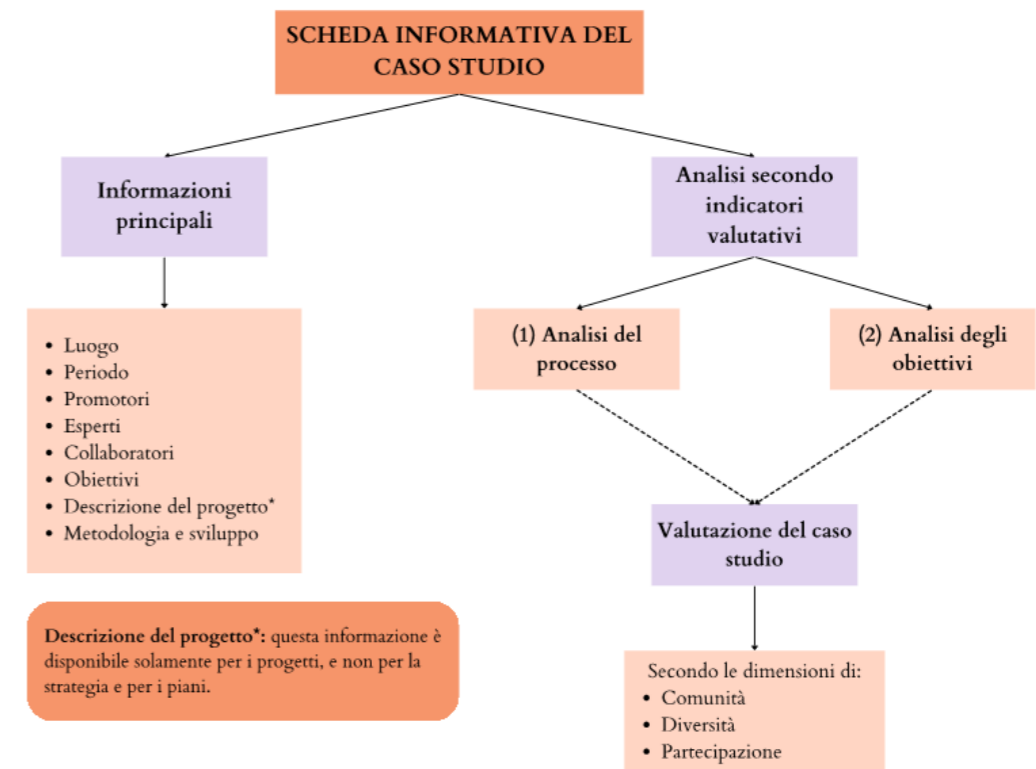 SCHEDA INFORMATIVA DEL
CASO STUDIO
Informazioni
principali
Analisi secondo
indicatori
valutativi
• Luogo
• Periodo
• Promotori
• Esperti
• Collaboratori
• Obiettivi
• Descrizione del progetto*
• Metodologia e sviluppo
(1) Analisi del
processo
(2) Analisi degli
obiettivi
Valutazione del caso
studio
Descrizione del progetto*: questa informazione è
disponibile solamente per i progetti, e non per la
strategia e per i piani.
Secondo le dimensioni di:
• Comunità
• Diversità
• Partecipazione